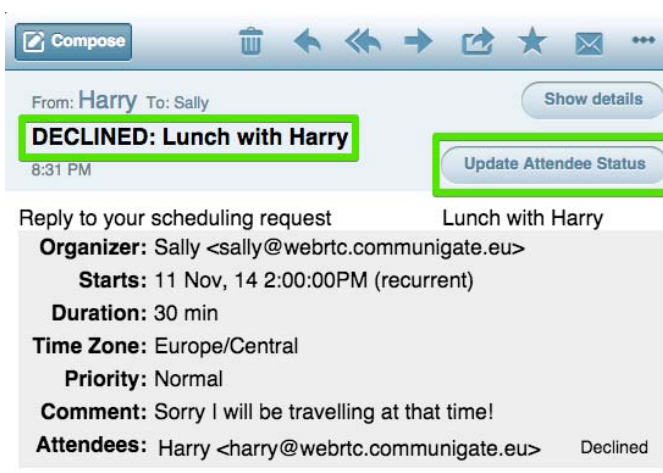 Compose
From: Harry To: Sally
Show details
DECLINED: Lunch with Harry
8:31 PM
Update Attendee Status
Reply to your scheduling request Lunch with Harry
Organizer: Sally <sally@webrtc.communigate.eu>
Starts: 11 Nov, 14 2:00:00PM (recurrent)
Duration: 30 min
Time Zone: Europe/Central
Priority: Normal
Comment: Sorry I will be travelling at that time!
Attendees: Harry <harry@webrtc.communigate.eu> Declined